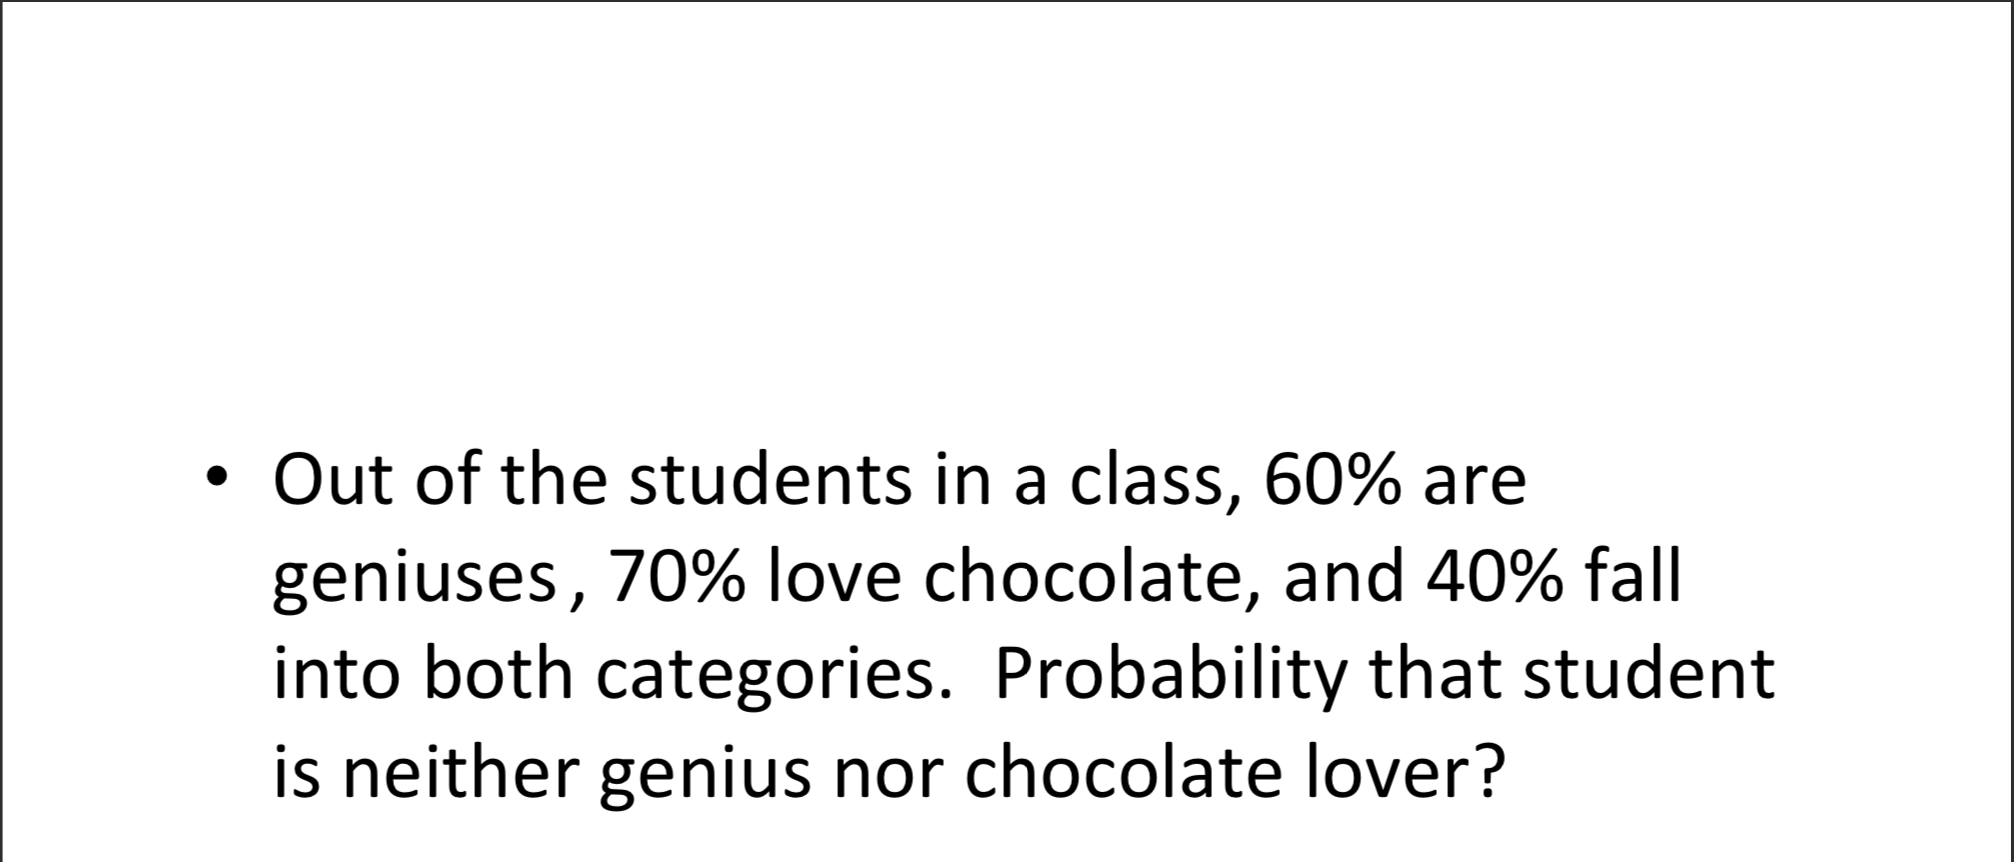 • Out of the students in a class, 60% are
geniuses, 70% love chocolate, and 40% fall
into both categories.  Probability that student
is neither genius nor chocolate lover?